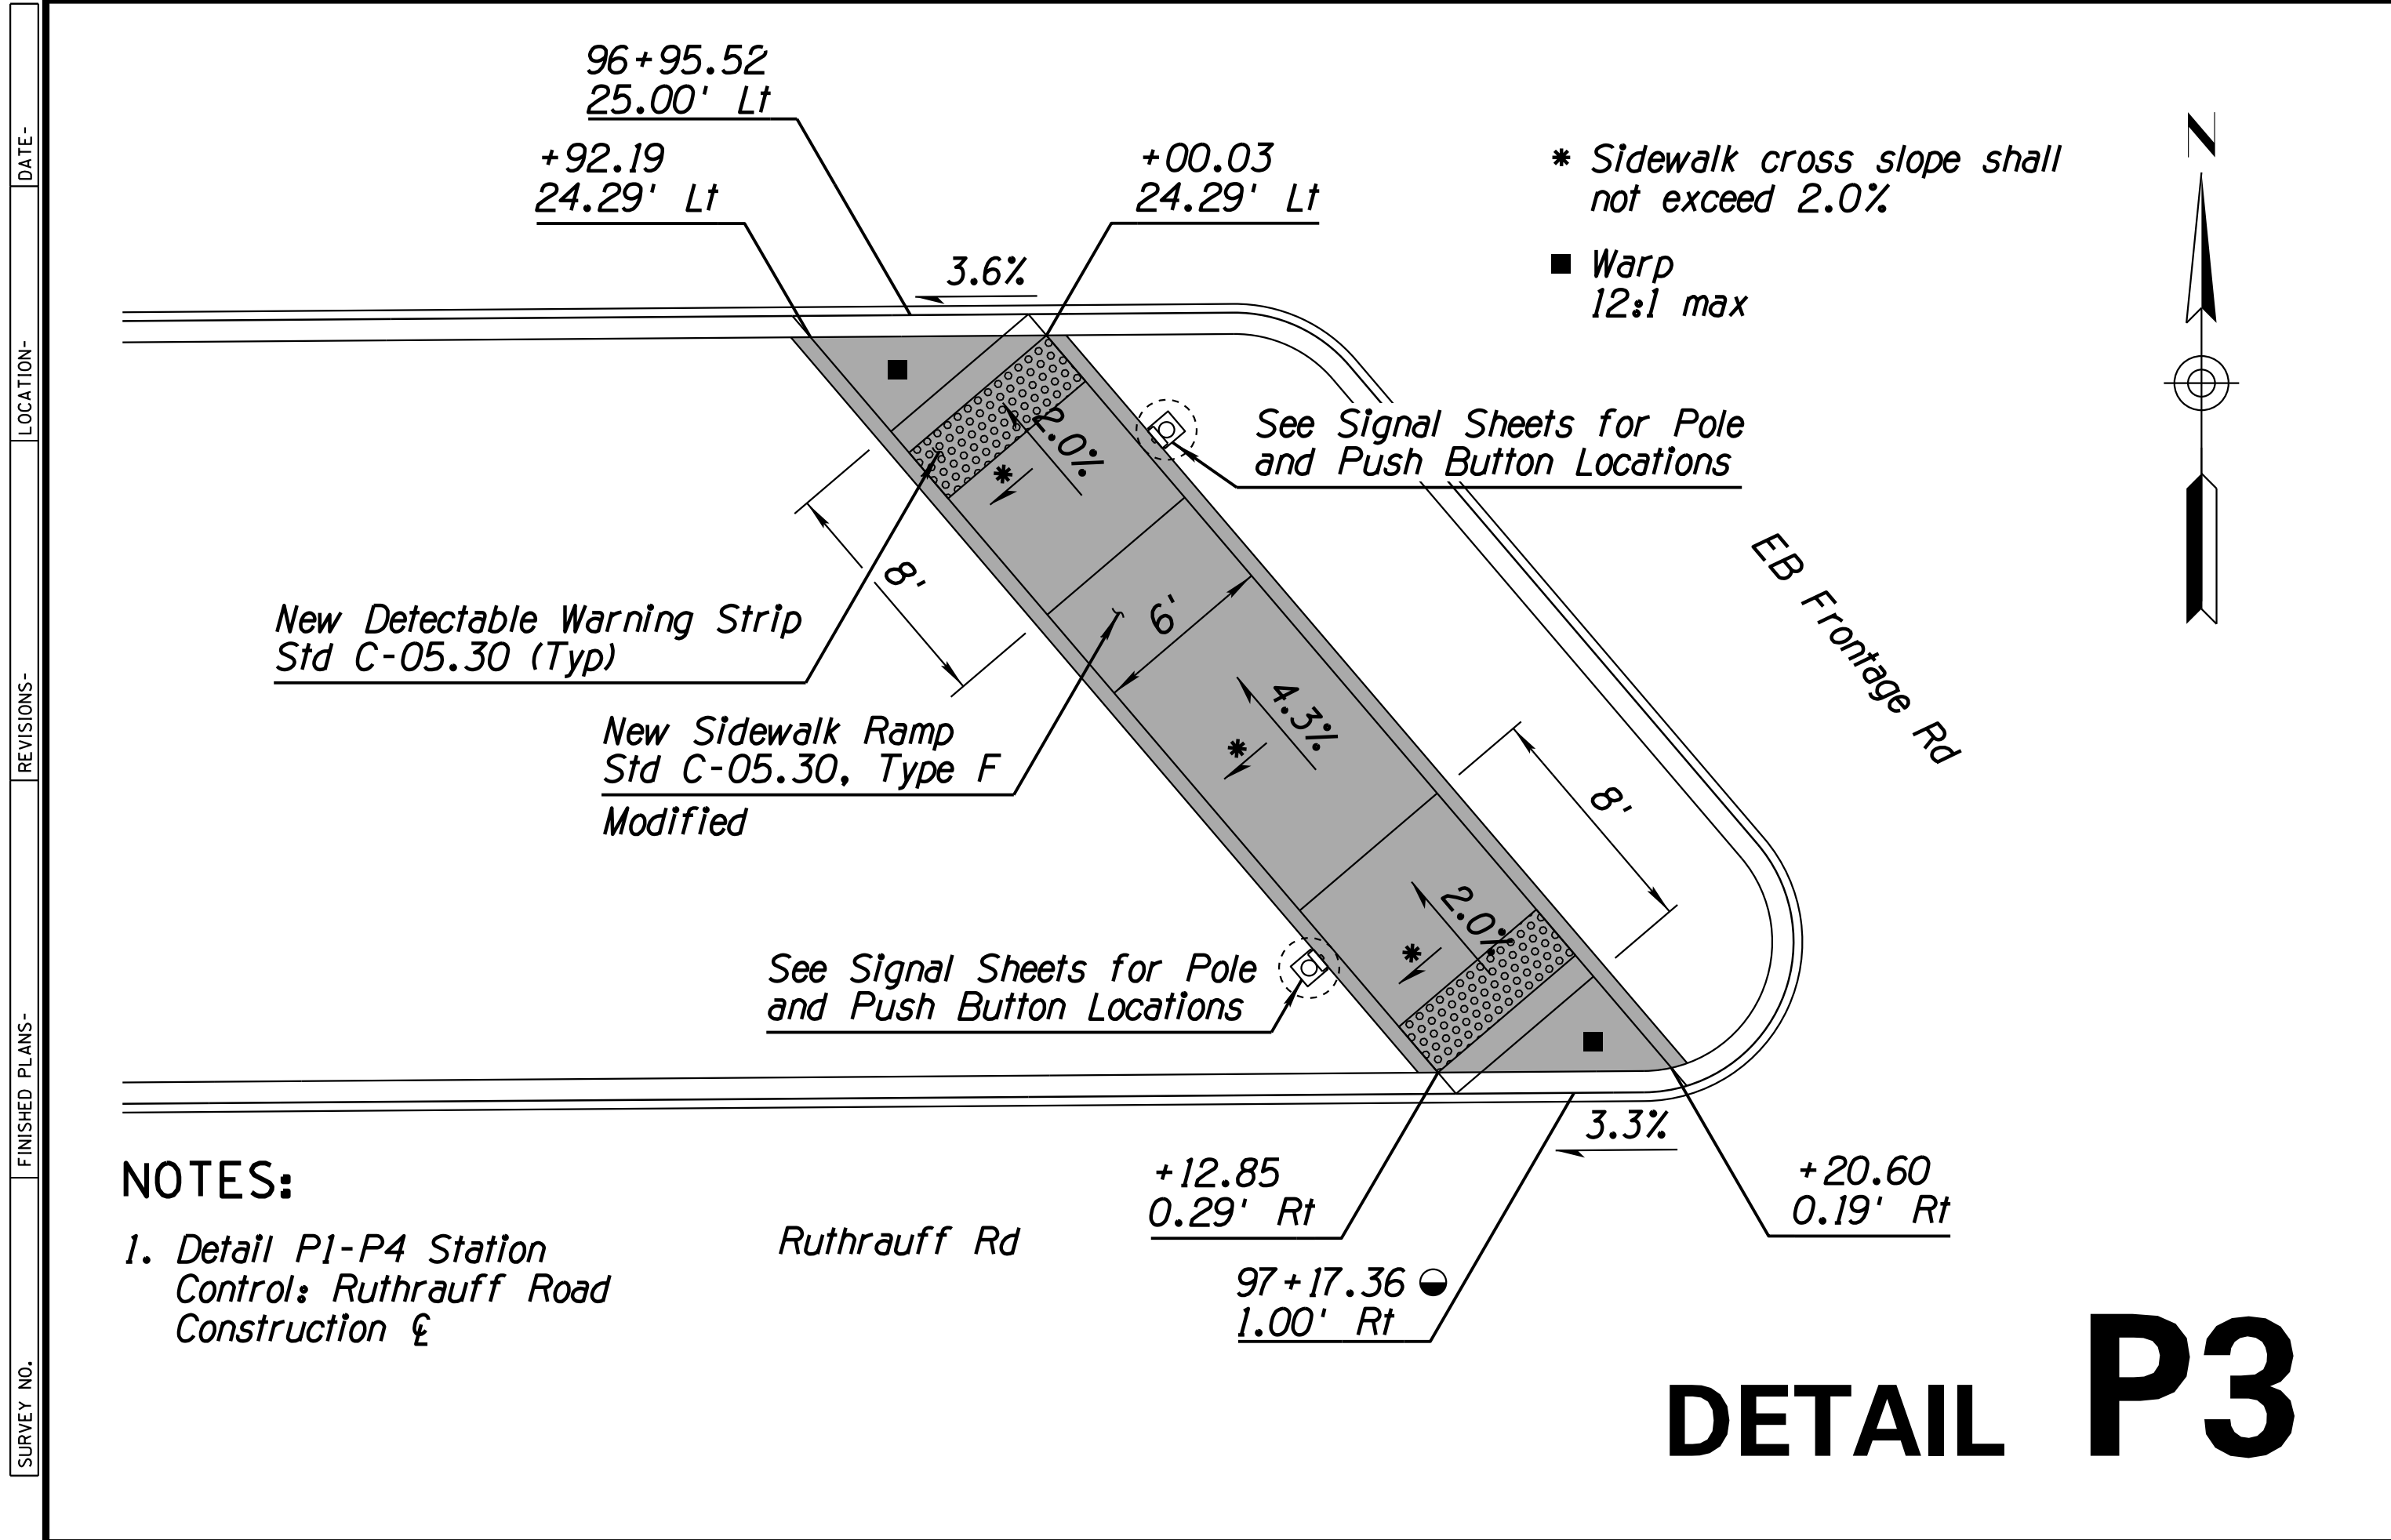 DATE-
LOCATION-
REVISIONS-
FINISHED PLANS-
SURVEY NO.
96+95.52
25.00' Lt
+92.19
24.29' Lt
+00.03
24.29' Lt
3.6%
✱ Sidewalk cross slope shall
not exceed 2.0%
■ Warp
12:1 max
N
2.0%
✱
See Signal Sheets for Pole
and Push Button Locations
8'
6'
EB Frontage Rd
New Detectable Warning Strip
Std C-05.30 (Typ)
New Sidewalk Ramp
Std C-05.30, Type F
Modified
4.3%
✱
8'
2.0%
✱
See Signal Sheets for Pole
and Push Button Locations
3.3%
+12.85
0.29' Rt
+20.60
0.19' Rt
97+17.36
1.00' Rt
NOTES:
1. Detail P1-P4 Station
Control: Ruthrauff Road
Construction ℄
Ruthrauff Rd
DETAIL P3